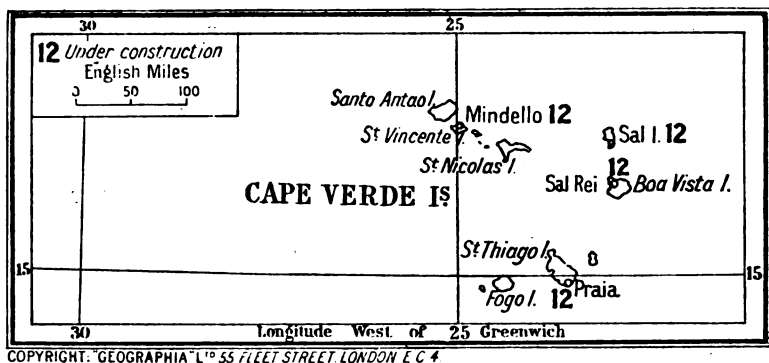 30 25
12 Under construction
English Miles
0 50 100
Santo Antao I.
Mindello 12
St Vincente I.
Sal I. 12
St Nicolas I.
12
Sal Rei Boa Vista I.
CAPE VERDE Is.
St Thiago I.
15 15
Fogo I. 12 Praia
30 Longitude West of 25 Greenwich
COPYRIGHT: "GEOGRAPHIA" LTD 55 FLEET STREET LONDON E C 4